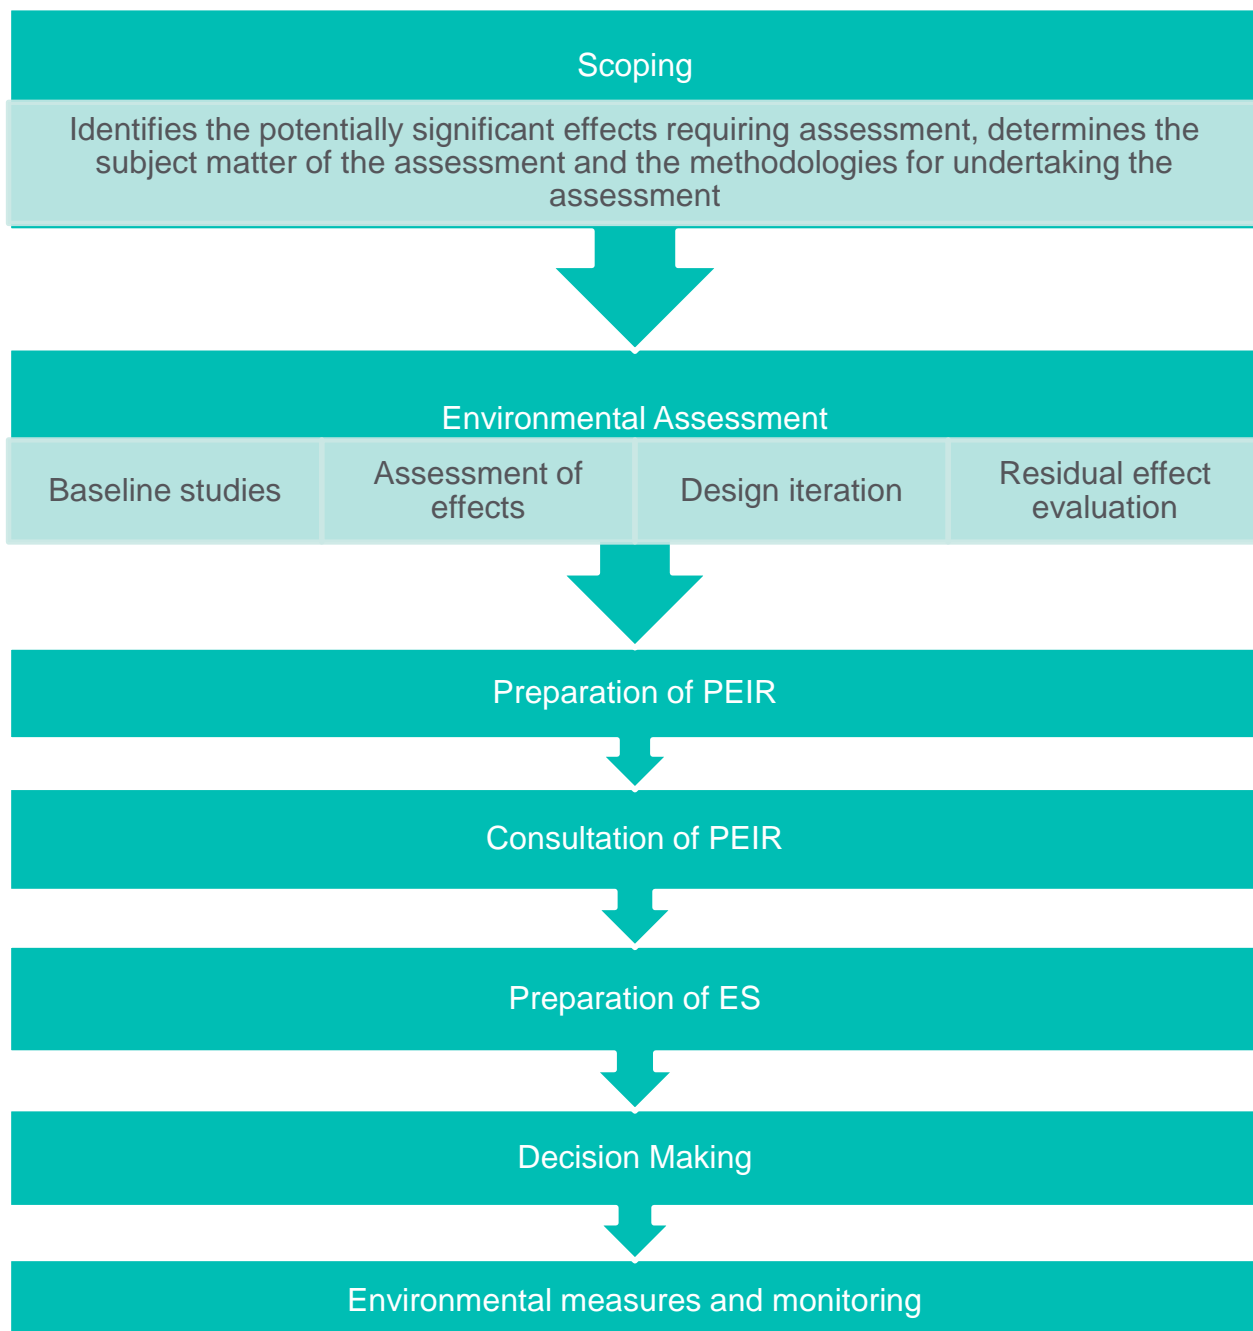 Scoping
Identifies the potentially significant effects requiring assessment, determines the
subject matter of the assessment and the methodologies for undertaking the
assessment
Environmental Assessment
Baseline studies
Assessment of
effects
Design iteration
Residual effect
evaluation
Preparation of PEIR
Consultation of PEIR
Preparation of ES
Decision Making
Environmental measures and monitoring